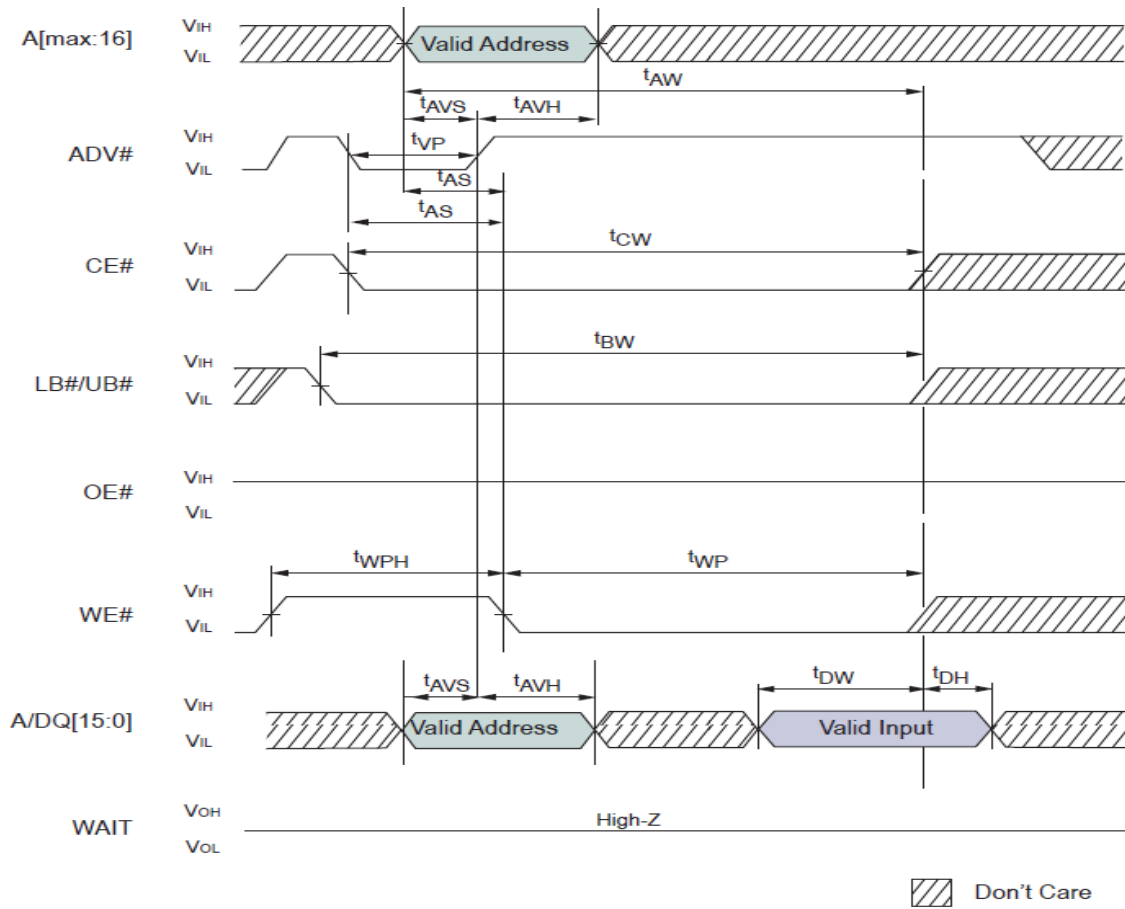 A[max:16]
VIH
VIL
Valid Address
tAW
tAVS
tAVH
ADV#
VIH
VIL
tVP
tAS
tAS
CE#
VIH
VIL
tCW
LB#/UB#
VIH
VIL
tBW
OE#
VIH
VIL
WE#
VIH
VIL
tWPH
tWP
A/DQ[15:0]
VIH
VIL
tAVS
tAVH
tDW
tDH
Valid Address
Valid Input
WAIT
VOH
VOL
High-Z
Don't Care